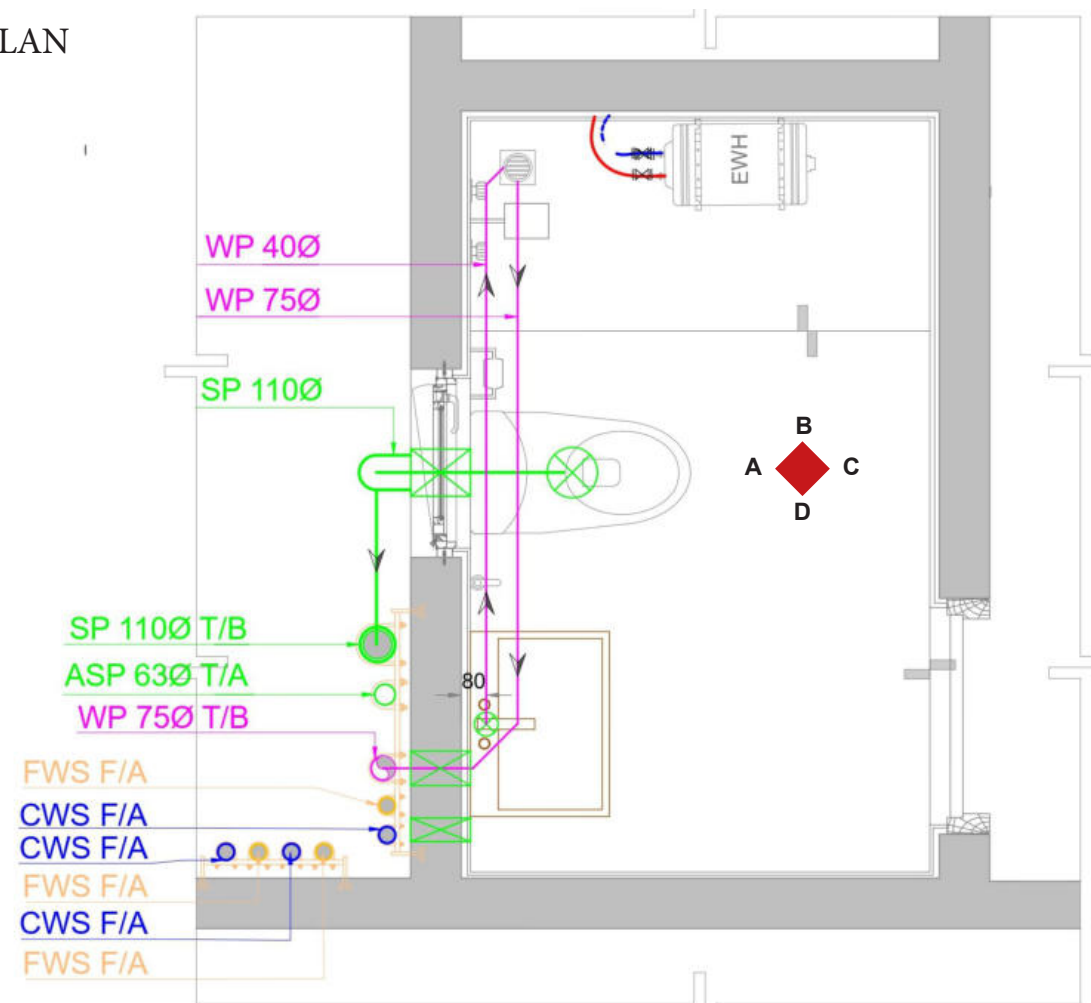 LAN
EWH
WP 40Ø
WP 75Ø
SP 110Ø
B
A
C
D
SP 110Ø T/B
80
ASP 63Ø T/A
WP 75Ø T/B
FWS F/A
CWS F/A
CWS F/A
FWS F/A
CWS F/A
FWS F/A